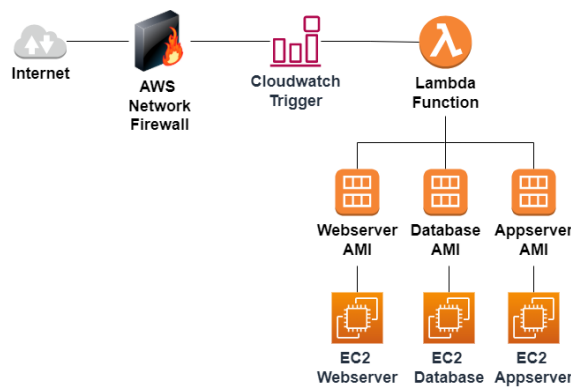 Internet
AWS
Network
Firewall
Cloudwatch
Trigger
Lambda
Function
Webserver
AMI
Database
AMI
Appserver
AMI
EC2
Webserver
EC2
Database
EC2
Appserver